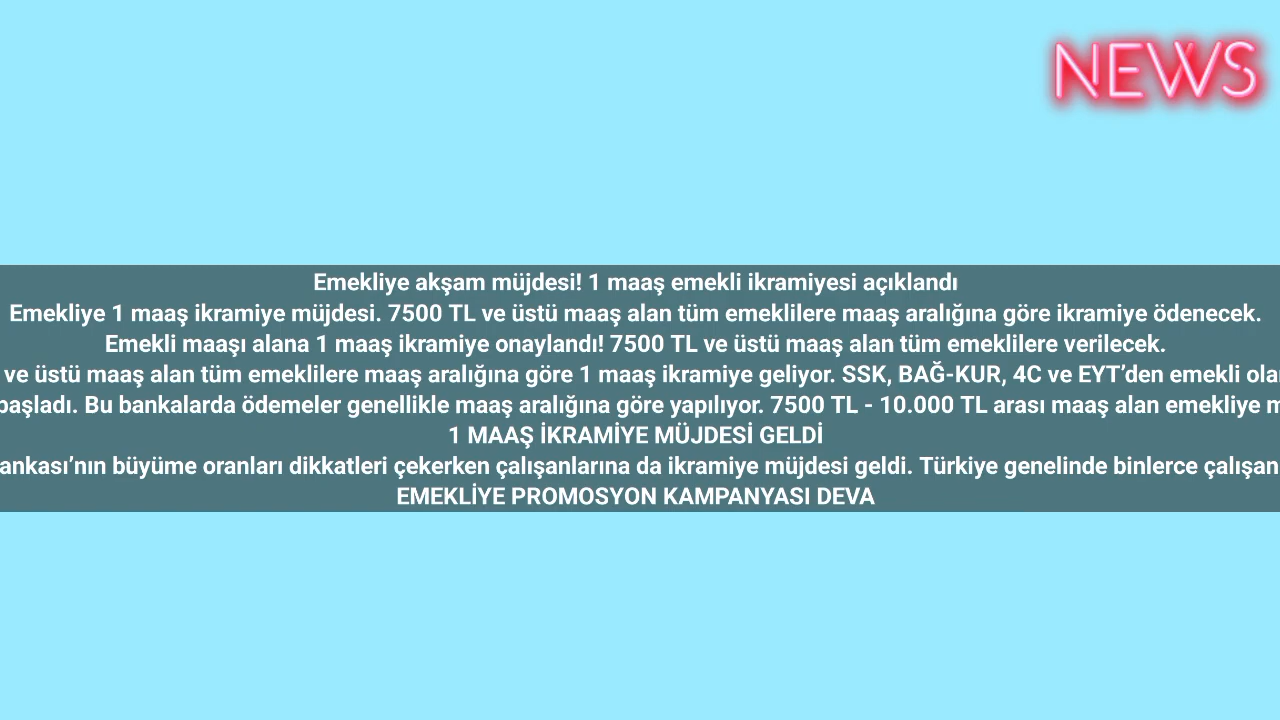 NEWS
Emekliye akşam müjdesi! 1 maaş emekli ikramiyesi açıklandı
Emekliye 1 maaş ikramiye müjdesi. 7500 TL ve üstü maaş alan tüm emeklilere maaş aralığına göre ikramiye ödenecek.
Emekli maaşı alana 1 maaş ikramiye onaylandı! 7500 TL ve üstü maaş alan tüm emeklilere verilecek.
ve üstü maaş alan tüm emeklilere maaş aralığına göre 1 maaş ikramiye geliyor. SSK, BAĞ-KUR, 4C ve EYT’den emekli
başladı. Bu bankalarda ödemeler genellikle maaş aralığına göre yapılıyor. 7500 TL - 10.000 TL arası maaş alan emekliye
1 MAAŞ İKRAMİYE MÜJDESİ GELDİ
ankası’nın büyüme oranları dikkatleri çekerken çalışanlarına da ikramiye müjdesi geldi. Türkiye genelinde binlerce çalışan
EMEKLİYE PROMOSYON KAMPANYASI DEVA